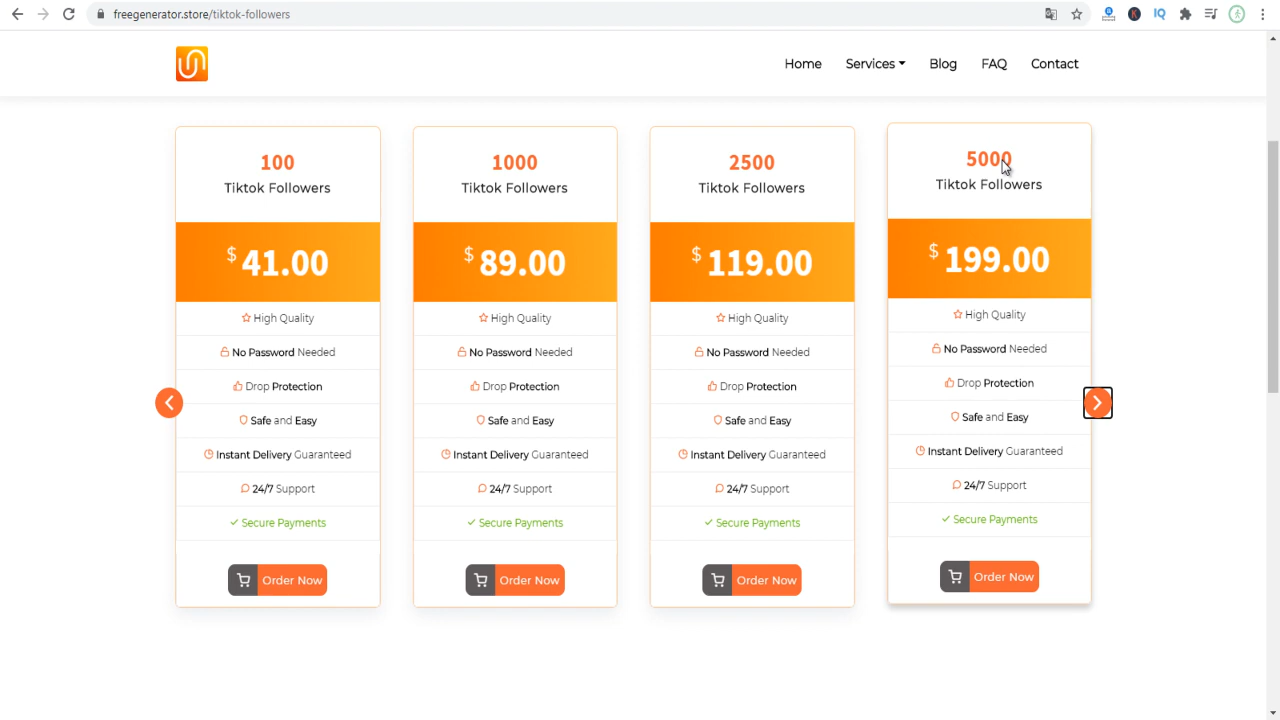 freegenerator.store/tiktok-followers
Home Services Blog FAQ Contact
100
Tiktok Followers
$ 41.00
High Quality
No Password Needed
Drop Protection
Safe and Easy
Instant Delivery Guaranteed
24/7 Support
Secure Payments
Order Now
1000
Tiktok Followers
$ 89.00
High Quality
No Password Needed
Drop Protection
Safe and Easy
Instant Delivery Guaranteed
24/7 Support
Secure Payments
Order Now
2500
Tiktok Followers
$ 119.00
High Quality
No Password Needed
Drop Protection
Safe and Easy
Instant Delivery Guaranteed
24/7 Support
Secure Payments
Order Now
5000
Tiktok Followers
$ 199.00
High Quality
No Password Needed
Drop Protection
Safe and Easy
Instant Delivery Guaranteed
24/7 Support
Secure Payments
Order Now